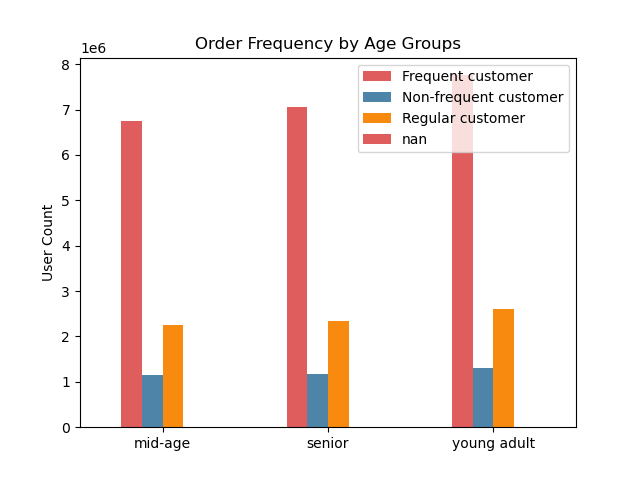 Order Frequency by Age Groups
1e6
Frequent customer
Non-frequent customer
Regular customer
nan
8
7
6
5
4
3
2
1
0
User Count
mid-age
senior
young adult